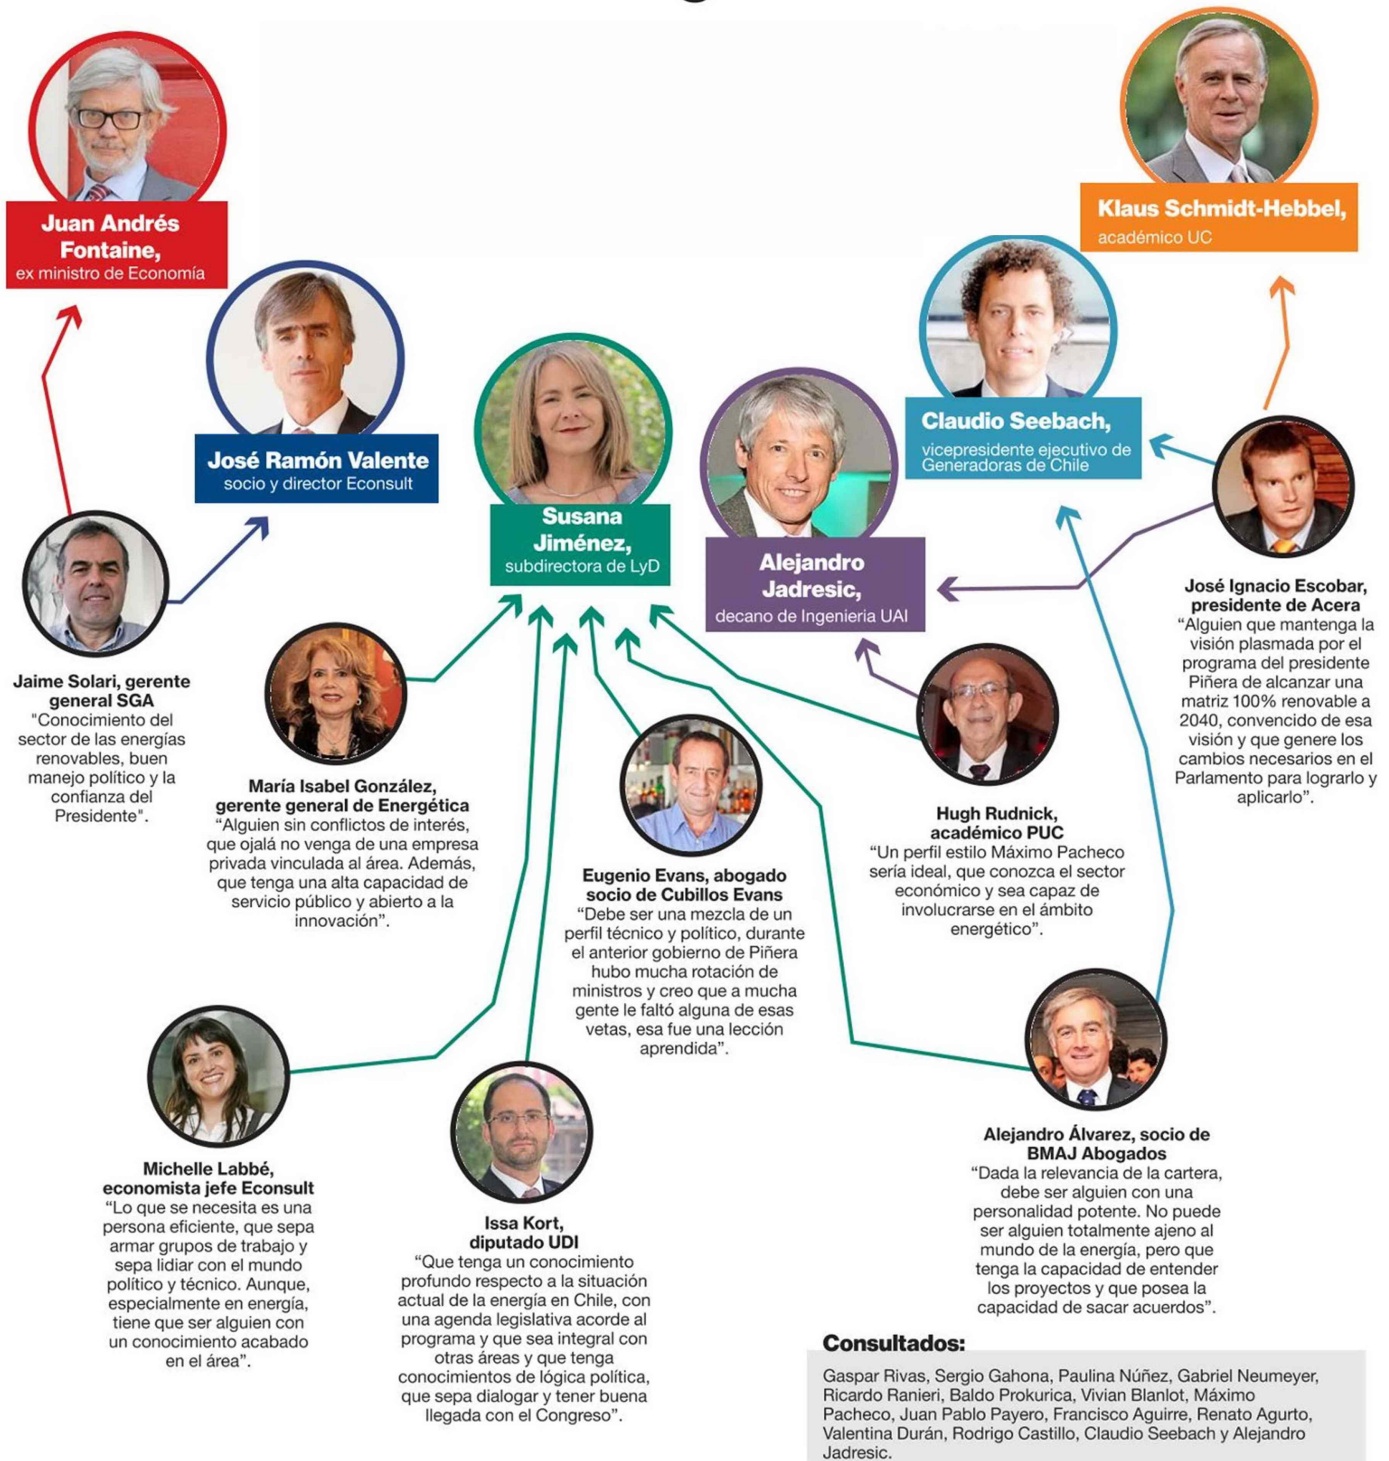 Juan Andrés
Fontaine,
ex ministro de Economía
Klaus Schmidt-Hebbel,
académico UC
José Ramón Valente
socio y director Econsult
Claudio Seebach,
vicepresidente ejecutivo de
Generadoras de Chile
Susana
Jiménez,
subdirectora de LyD
Alejandro
Jadresic,
decano de Ingenieria UAI
Jaime Solari, gerente
general SGA
"Conocimiento del
sector de las energías
renovables, buen
manejo político y la
confianza del
Presidente".
María Isabel González,
gerente general de Energética
“Alguien sin conflictos de interés,
que ojalá no venga de una empresa
privada vinculada al área. Además,
que tenga una alta capacidad de
servicio público y abierto a la
innovación”.
Eugenio Evans, abogado
socio de Cubillos Evans
“Debe ser una mezcla de un
perfil técnico y político, durante
el anterior gobierno de Piñera
hubo mucha rotación de
ministros y creo que a mucha
gente le faltó alguna de esas
vetas, esa fue una lección
aprendida”.
Hugh Rudnick,
académico PUC
“Un perfil estilo Máximo Pacheco
sería ideal, que conozca el sector
económico y sea capaz de
involucrarse en el ámbito
energético”.
José Ignacio Escobar,
presidente de Acera
“Alguien que mantenga la
visión plasmada por el
programa del presidente
Piñera de alcanzar una
matriz 100% renovable a
2040, convencido de esa
visión y que genere los
cambios necesarios en el
Parlamento para lograrlo y
aplicarlo”.
Michelle Labbé,
economista jefe Econsult
“Lo que se necesita es una
persona eficiente, que sepa
armar grupos de trabajo y
sepa lidiar con el mundo
político y técnico. Aunque,
especialmente en energía,
tiene que ser alguien con
un conocimiento acabado
en el área”.
Issa Kort,
diputado UDI
“Que tenga un conocimiento
profundo respecto a la situación
actual de la energía en Chile, con
una agenda legislativa acorde al
programa y que sea integral con
otras áreas y que tenga
conocimientos de lógica política,
que sepa dialogar y tener buena
llegada con el Congreso”.
Alejandro Álvarez, socio de
BMAJ Abogados
“Dada la relevancia de la cartera,
debe ser alguien con una
personalidad potente. No puede
ser alguien totalmente ajeno al
mundo de la energía, pero que
tenga la capacidad de entender
los proyectos y que posea la
capacidad de sacar acuerdos”.
Consultados:
Gaspar Rivas, Sergio Gahona, Paulina Núñez, Gabriel Neumeyer,
Ricardo Ranieri, Baldo Prokurica, Vivian Blanlot, Máximo
Pacheco, Juan Pablo Payero, Francisco Aguirre, Renato Agurto,
Valentina Durán, Rodrigo Castillo, Claudio Seebach y Alejandro
Jadresic.